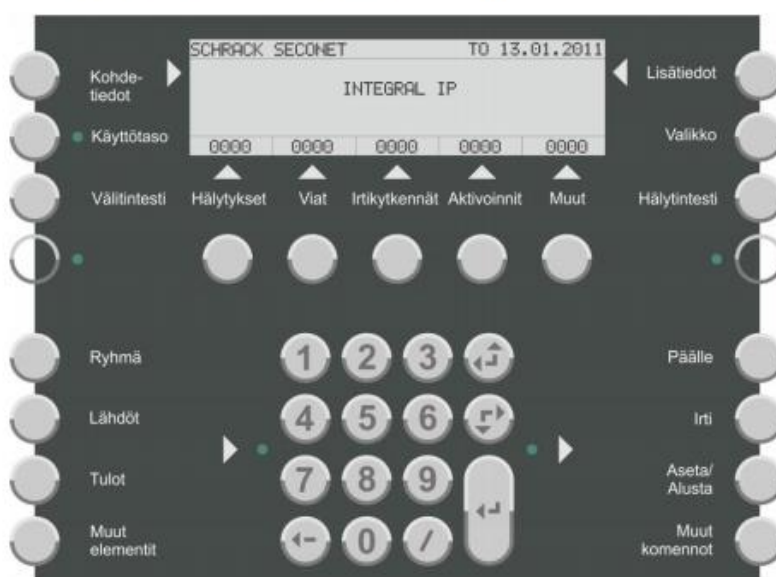 SCHRACK SECONET TO 13.01.2011
Kohde-
tiedot
INTEGRAL IP
Lisätiedot
Käyttötaso
Valikko
0000 0000 0000 0000 0000
Välitintesti
Hälytykset Viat Irtikytkennät Aktivoinnit Muut
Hälytintesti
Ryhmä
1 2 3
Päälle
Lähdöt
4 5 6
Irti
Tulot
7 8 9
Aseta/
Alusta
Muut
elementit
0 /
Muut
komennot